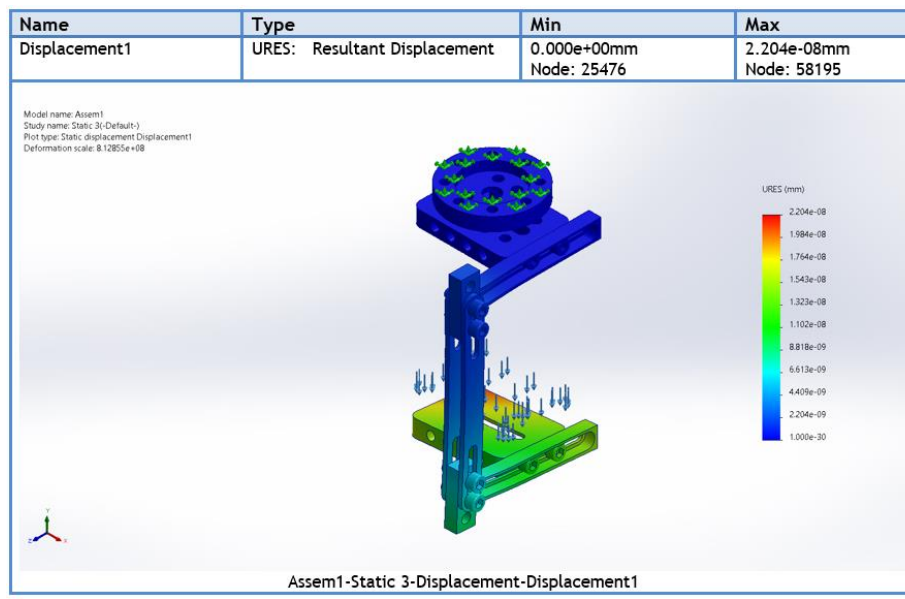 Name Type Min Max
Displacement1 URES: Resultant Displacement 0.000e+00mm 2.204e-08mm
Node: 25476 Node: 58195
Model name: Assem1
Study name: Static 3(-Default-)
Plot type: Static displacement Displacement1
Deformation scale: 8.12855e+08
URES (mm)
2.204e-08
1.984e-08
1.764e-08
1.543e-08
1.323e-08
1.102e-08
8.818e-09
6.613e-09
4.409e-09
2.204e-09
1.000e-30
Y
Z X
Assem1-Static 3-Displacement-Displacement1